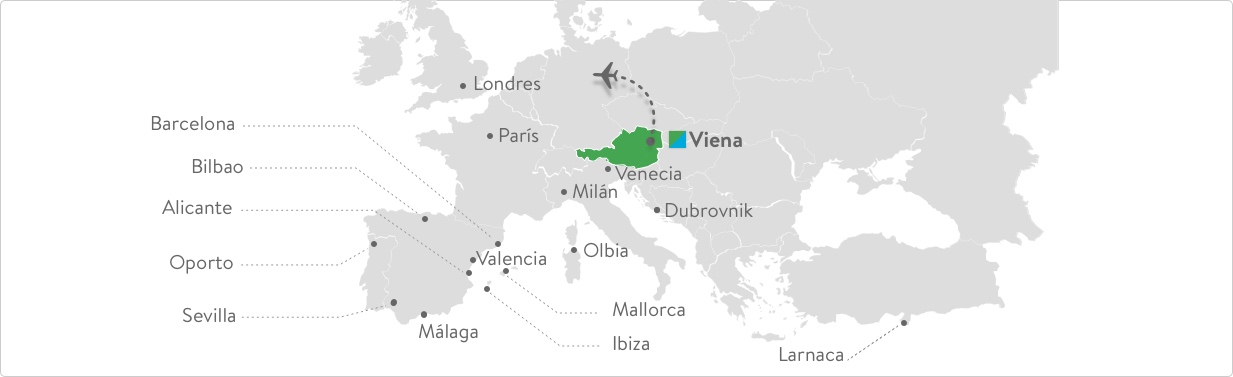 Londres
Barcelona
París
Viena
Bilbao
Venecia
Milán
Alicante
Dubrovnik
Olbia
Valencia
Oporto
Mallorca
Sevilla
Málaga
Ibiza
Larnaca